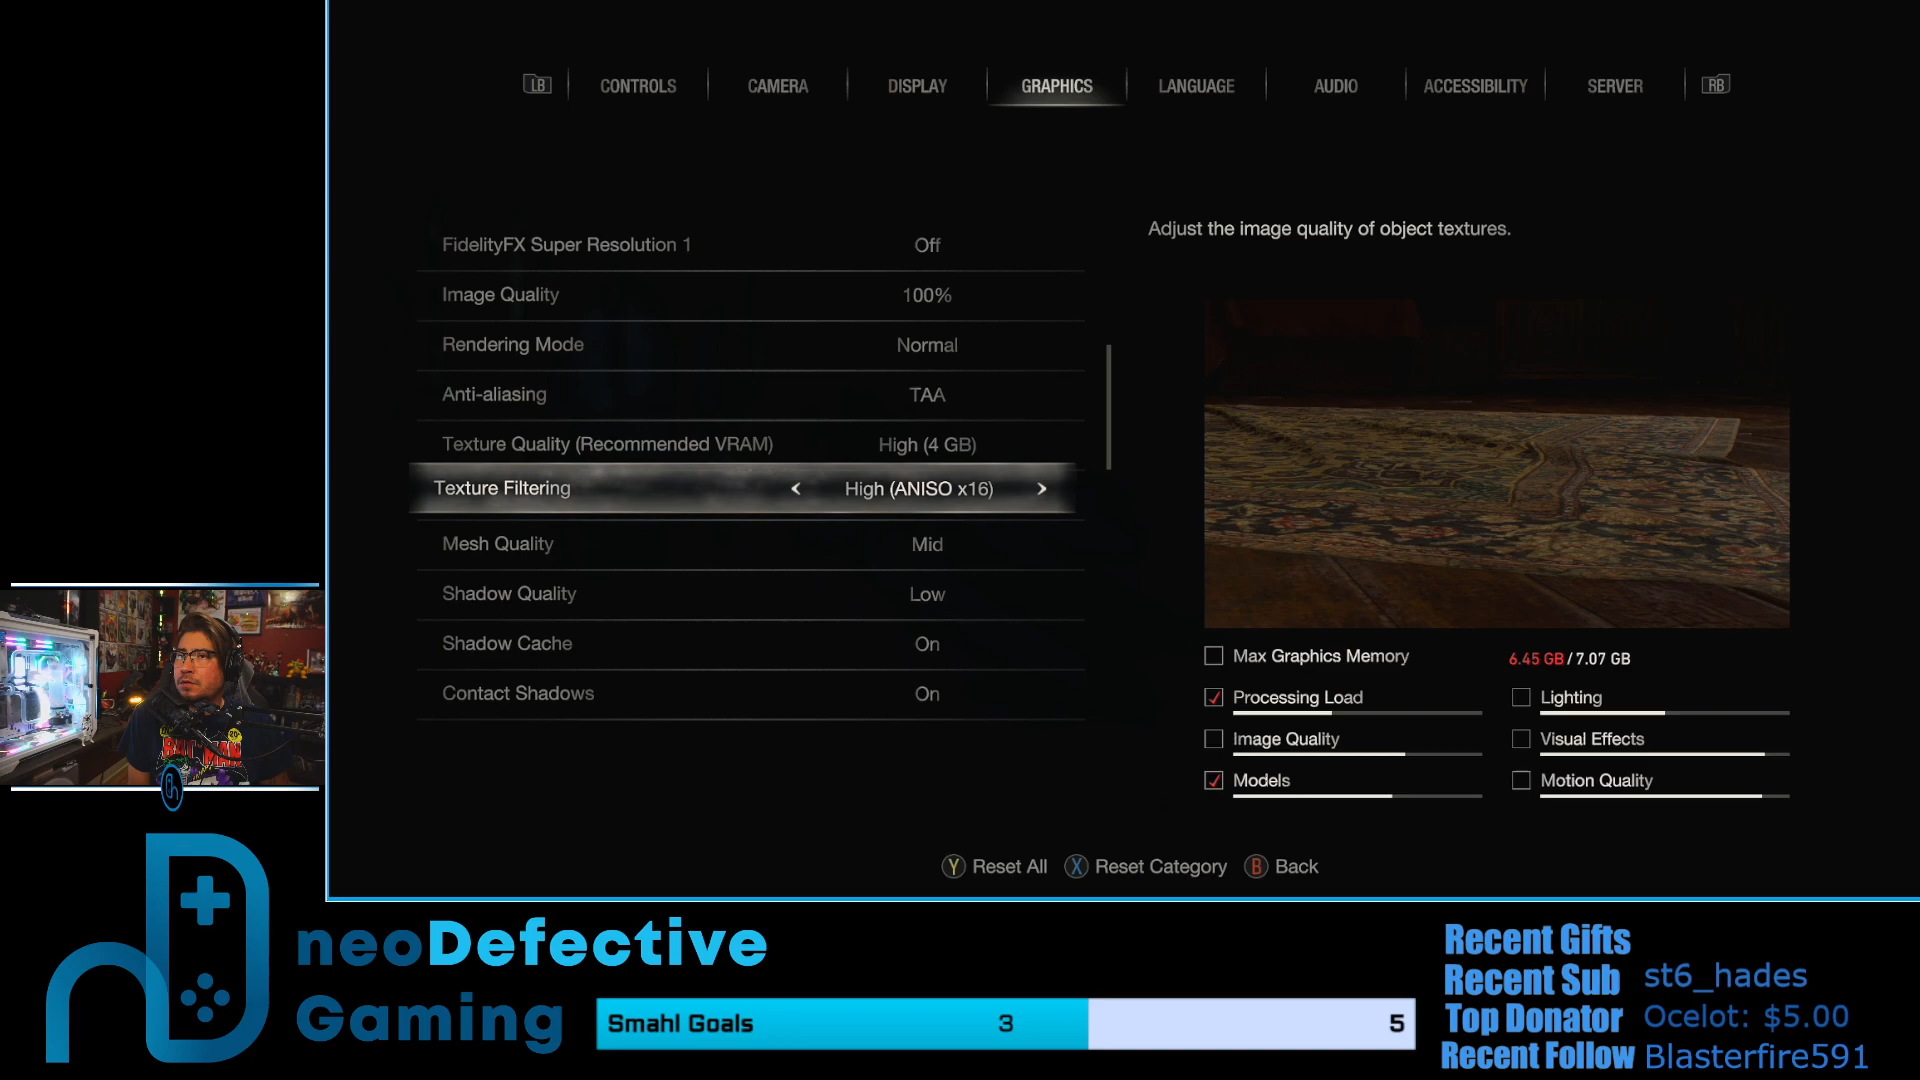 LB CONTROLS CAMERA DISPLAY GRAPHICS LANGUAGE AUDIO ACCESSIBILITY SERVER RB
FidelityFX Super Resolution 1 Off
Image Quality 100%
Rendering Mode Normal
Anti-aliasing TAA
Texture Quality (Recommended VRAM) High (4 GB)
Texture Filtering < High (ANISO x16) >
Mesh Quality Mid
Shadow Quality Low
Shadow Cache On
Contact Shadows On
Adjust the image quality of object textures.
Max Graphics Memory 6.45 GB / 7.07 GB
Processing Load Lighting
Image Quality Visual Effects
Models Motion Quality
Y Reset All X Reset Category B Back
neoDefective
Gaming
Smahl Goals 3 5
Recent Gifts
Recent Sub st6_hades
Top Donator Ocelot: $5.00
Recent Follow Blasterfire591